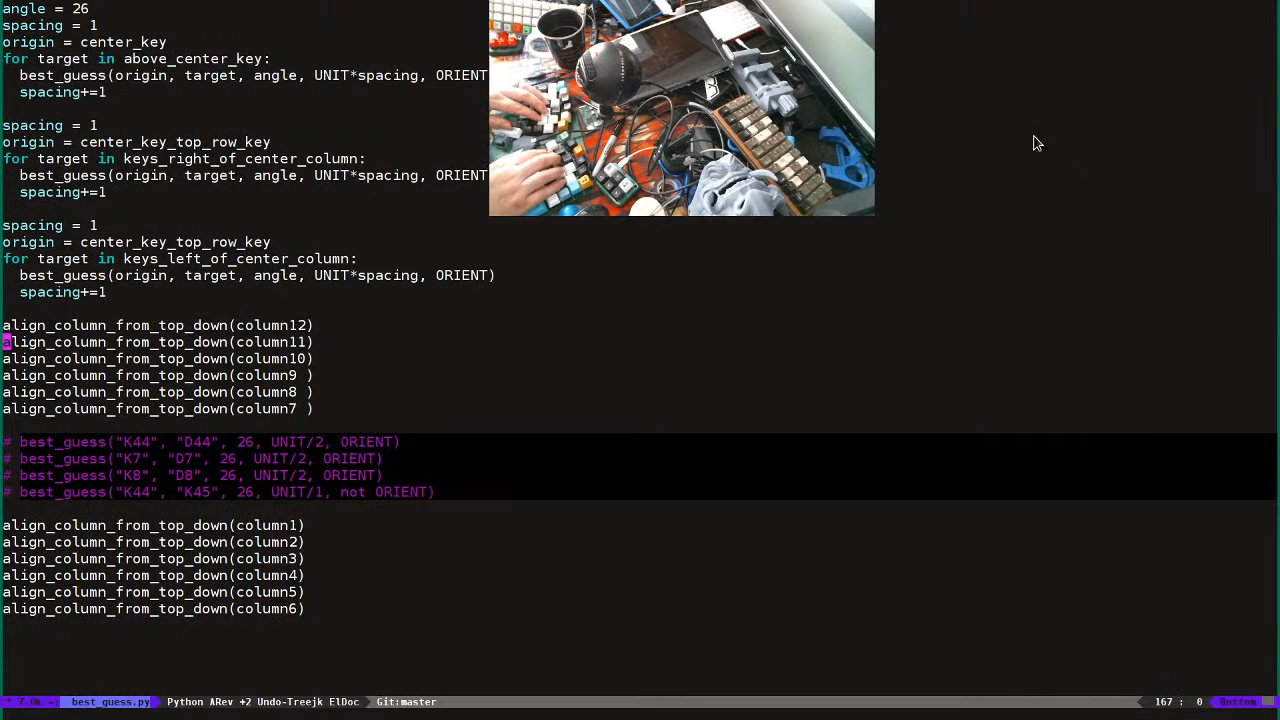 angle = 26
spacing = 1
origin = center_key
for target in above_center_key:
  best_guess(origin, target, angle, UNIT*spacing, ORIENT
  spacing+=1
spacing = 1
origin = center_key_top_row_key
for target in keys_right_of_center_column:
  best_guess(origin, target, angle, UNIT*spacing, ORIENT
  spacing+=1
spacing = 1
origin = center_key_top_row_key
for target in keys_left_of_center_column:
  best_guess(origin, target, angle, UNIT*spacing, ORIENT)
  spacing+=1
align_column_from_top_down(column12)
align_column_from_top_down(column11)
align_column_from_top_down(column10)
align_column_from_top_down(column9 )
align_column_from_top_down(column8 )
align_column_from_top_down(column7 )
# best_guess("K44", "D44", 26, UNIT/2, ORIENT)
# best_guess("K7", "D7", 26, UNIT/2, ORIENT)
# best_guess("K8", "D8", 26, UNIT/2, ORIENT)
# best_guess("K44", "K45", 26, UNIT/1, not ORIENT)
align_column_from_top_down(column1)
align_column_from_top_down(column2)
align_column_from_top_down(column3)
align_column_from_top_down(column4)
align_column_from_top_down(column5)
align_column_from_top_down(column6)
best_guess.py Python ARev +2 Undo-Treejk ElDoc Git:master 167 : 0 Bottom